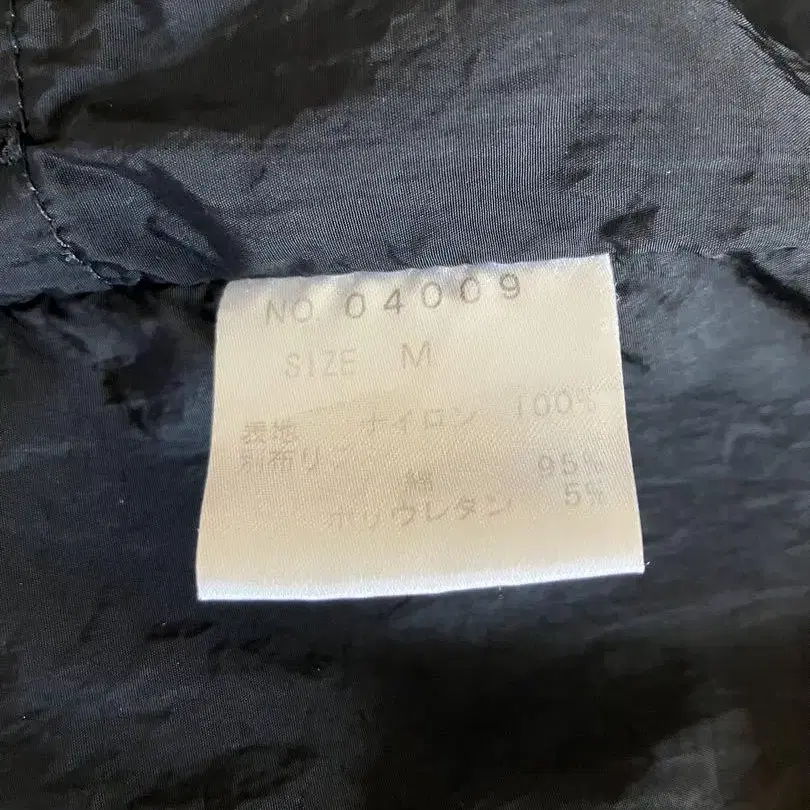 NO. 04009
SIZE M
表地 ナイロン 100%
別布リブ
綿 95%
ポリウレタン 5%